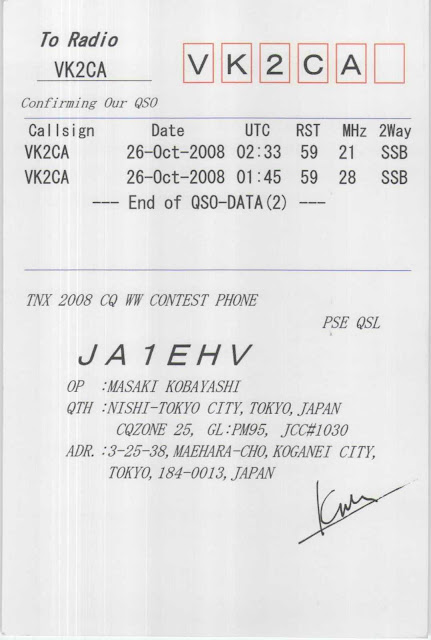 To Radio
VK2CA
VK2CA
Confirming Our QSO
Callsign Date UTC RST MHz 2Way
VK2CA 26-Oct-2008 02:33 59 21 SSB
VK2CA 26-Oct-2008 01:45 59 28 SSB
--- End of QSO-DATA(2) ---
TNX 2008 CQ WW CONTEST PHONE
PSE QSL
JA1EHV
OP :MASAKI KOBAYASHI
QTH :NISHI-TOKYO CITY, TOKYO, JAPAN
CQZONE 25, GL:PM95, JCC#1030
ADR. :3-25-38, MAEHARA-CHO, KOGANEI CITY,
TOKYO, 184-0013, JAPAN